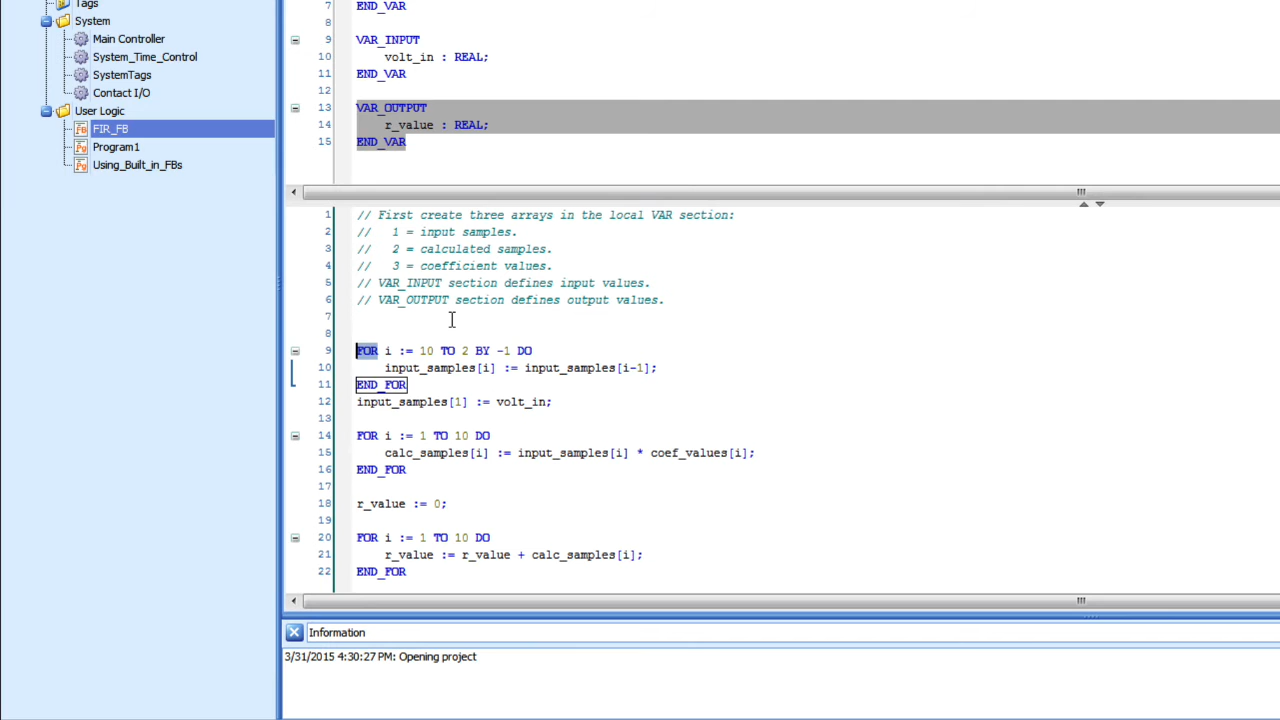 Tags
System
Main Controller
System_Time_Control
SystemTags
Contact I/O
User Logic
FIR_FB
Program1
Using_Built_in_FBs
7 END_VAR
8
9 VAR_INPUT
10 volt_in : REAL;
11 END_VAR
12
13 VAR_OUTPUT
14 r_value : REAL;
15 END_VAR
1 // First create three arrays in the local VAR section:
2 // 1 = input samples.
3 // 2 = calculated samples.
4 // 3 = coefficient values.
5 // VAR_INPUT section defines input values.
6 // VAR_OUTPUT section defines output values.
7
8
9 FOR i := 10 TO 2 BY -1 DO
10 input_samples[i] := input_samples[i-1];
11 END_FOR
12 input_samples[1] := volt_in;
13
14 FOR i := 1 TO 10 DO
15 calc_samples[i] := input_samples[i] * coef_values[i];
16 END_FOR
17
18 r_value := 0;
19
20 FOR i := 1 TO 10 DO
21 r_value := r_value + calc_samples[i];
22 END_FOR
Information
3/31/2015 4:30:27 PM: Opening project